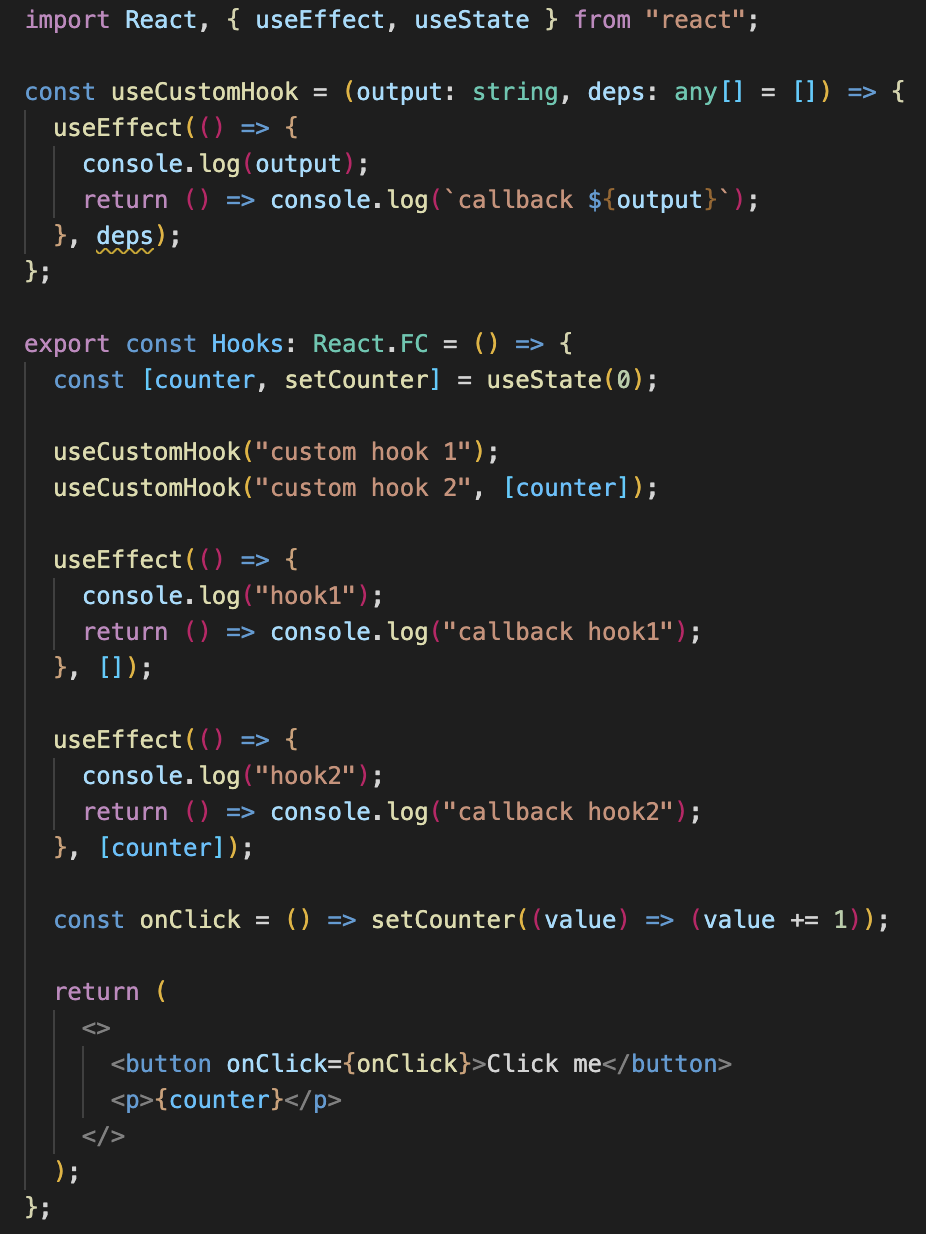 import React, { useEffect, useState } from "react";
const useCustomHook = (output: string, deps: any[] = []) => {
  useEffect(() => {
    console.log(output);
    return () => console.log(`callback ${output}`);
  }, deps);
};
export const Hooks: React.FC = () => {
  const [counter, setCounter] = useState(0);
  useCustomHook("custom hook 1");
  useCustomHook("custom hook 2", [counter]);
  useEffect(() => {
    console.log("hook1");
    return () => console.log("callback hook1");
  }, []);
  useEffect(() => {
    console.log("hook2");
    return () => console.log("callback hook2");
  }, [counter]);
  const onClick = () => setCounter((value) => (value += 1));
  return (
    <>
      <button onClick={onClick}>Click me</button>
      <p>{counter}</p>
    </>
  );
};